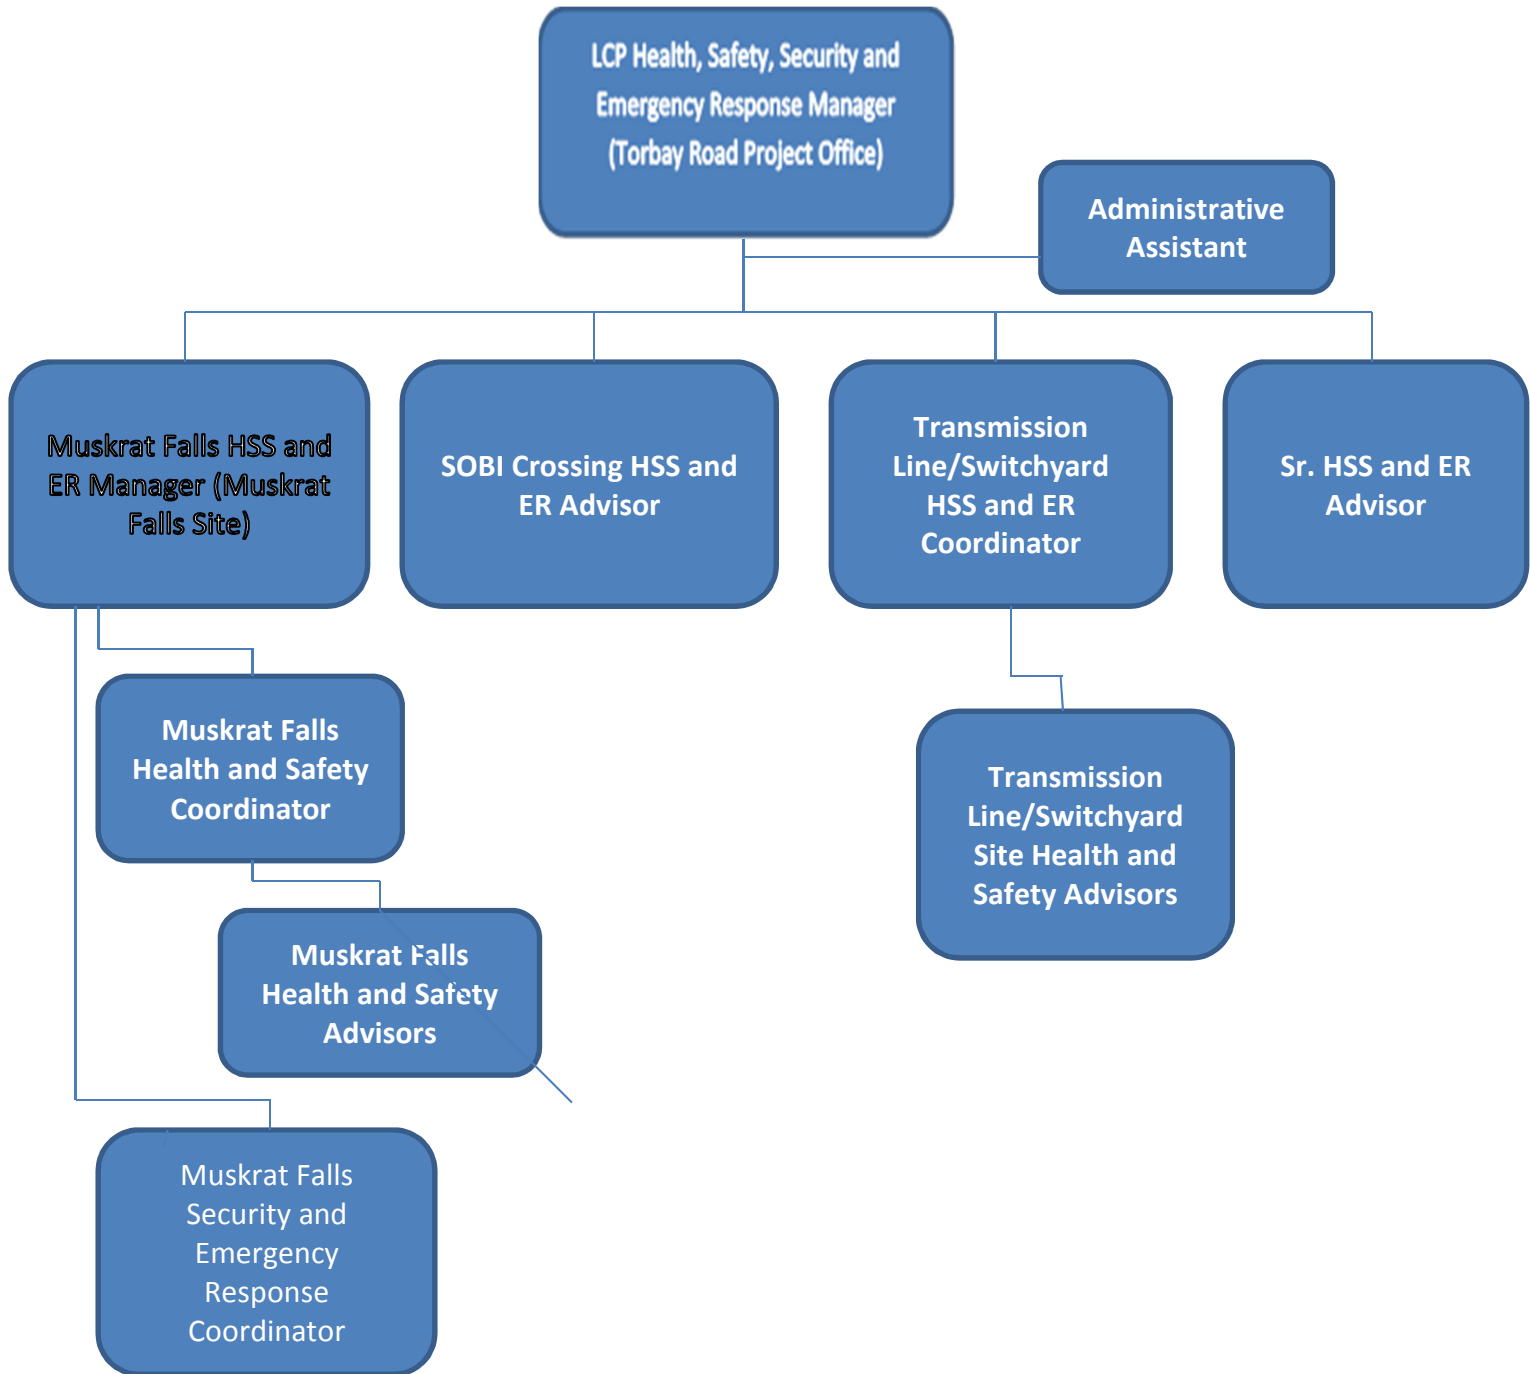 LCP Health, Safety, Security and
Emergency Response Manager
(Torbay Road Project Office)
Administrative
Assistant
Muskrat Falls HSS and
ER Manager (Muskrat
Falls Site)
SOBI Crossing HSS and
ER Advisor
Transmission
Line/Switchyard
HSS and ER
Coordinator
Sr. HSS and ER
Advisor
Muskrat Falls
Health and Safety
Coordinator
Transmission
Line/Switchyard
Site Health and
Safety Advisors
Muskrat Falls
Health and Safety
Advisors
Muskrat Falls
Security and
Emergency
Response
Coordinator